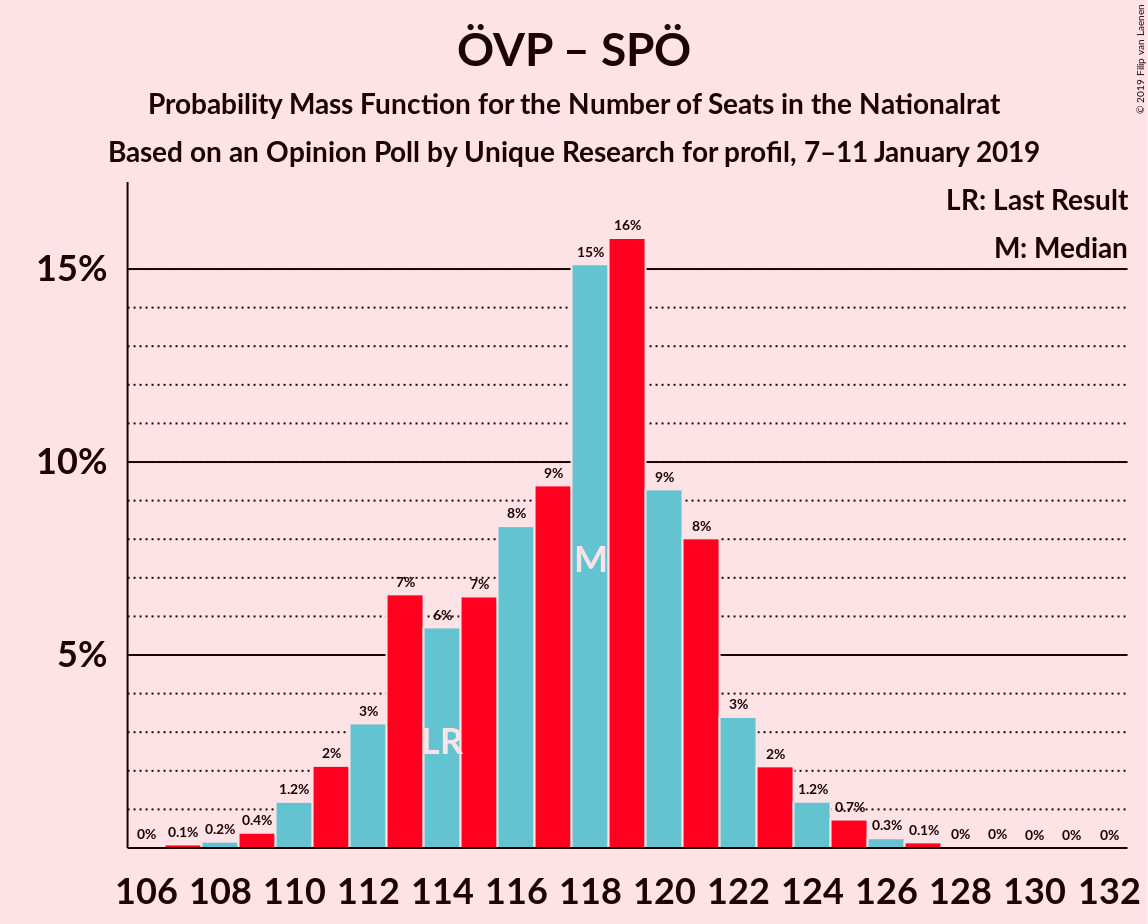 © 2019 Filip van Laenen
ÖVP – SPÖ
Probability Mass Function for the Number of Seats in the Nationalrat
Based on an Opinion Poll by Unique Research for profil, 7–11 January 2019
LR: Last Result
M: Median
15%
10%
5%
0% 0.1% 0.2% 0.4% 1.2% 2% 3% 7% 6% 7% 8% 9% 15% 16% 9% 8% 3% 2% 1.2% 0.7% 0.3% 0.1% 0% 0% 0% 0% 0%
M
LR
106 108 110 112 114 116 118 120 122 124 126 128 130 132